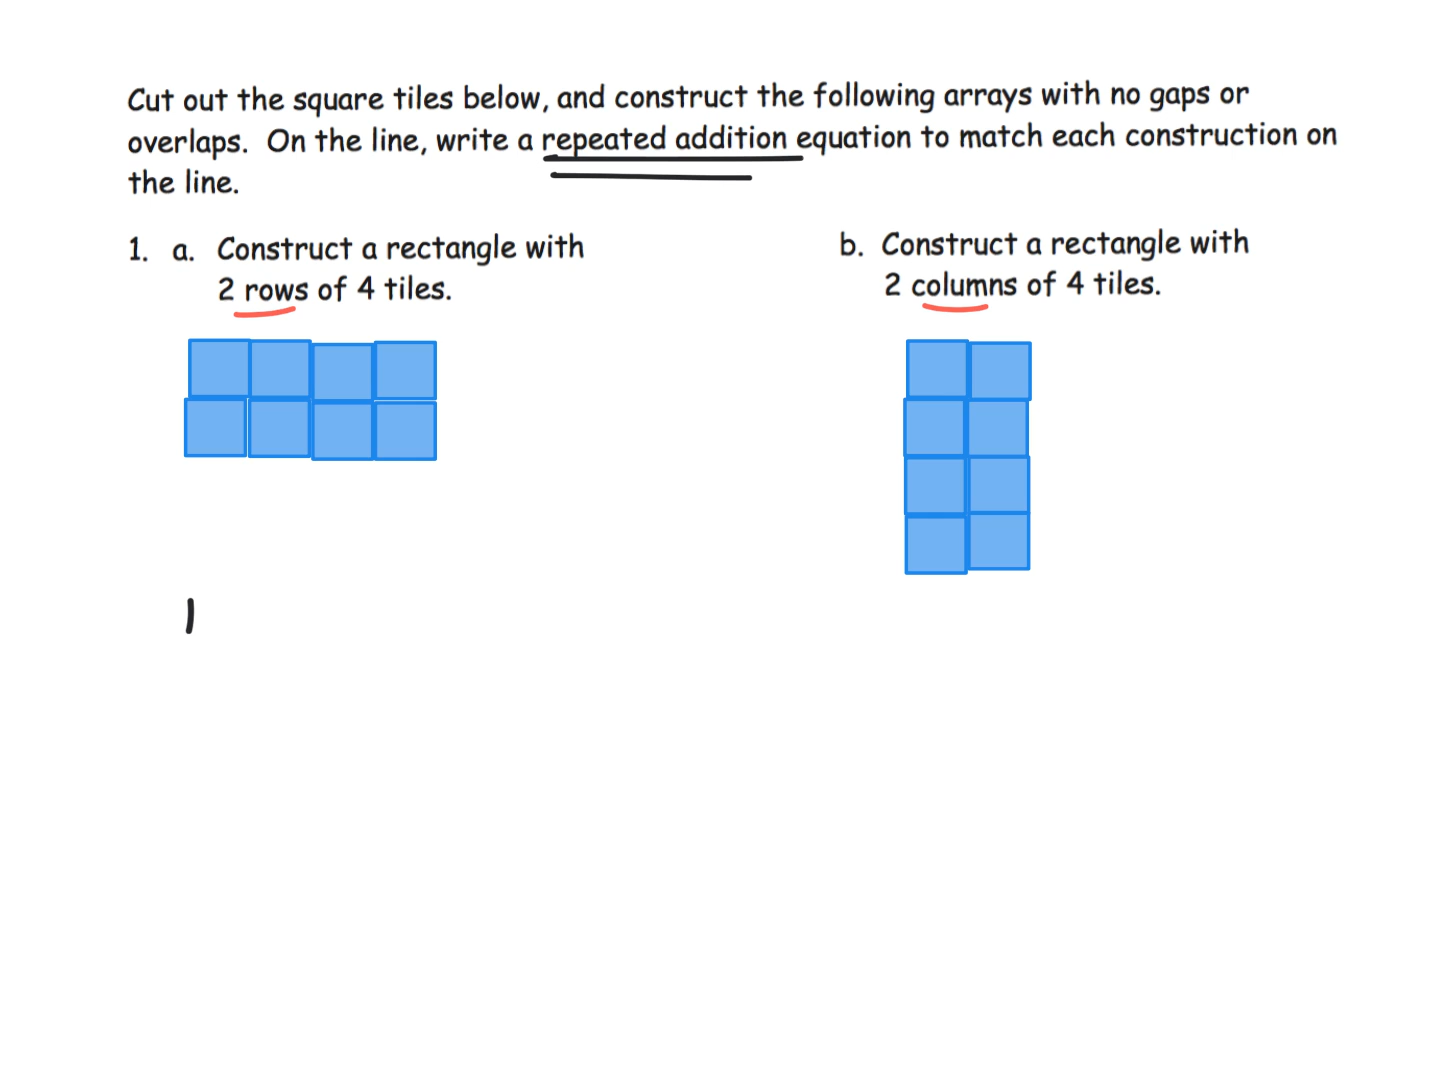 Cut out the square tiles below, and construct the following arrays with no gaps or
overlaps.  On the line, write a repeated addition equation to match each construction on
the line.
1.  a.  Construct a rectangle with
2 rows of 4 tiles.
b.  Construct a rectangle with
2 columns of 4 tiles.